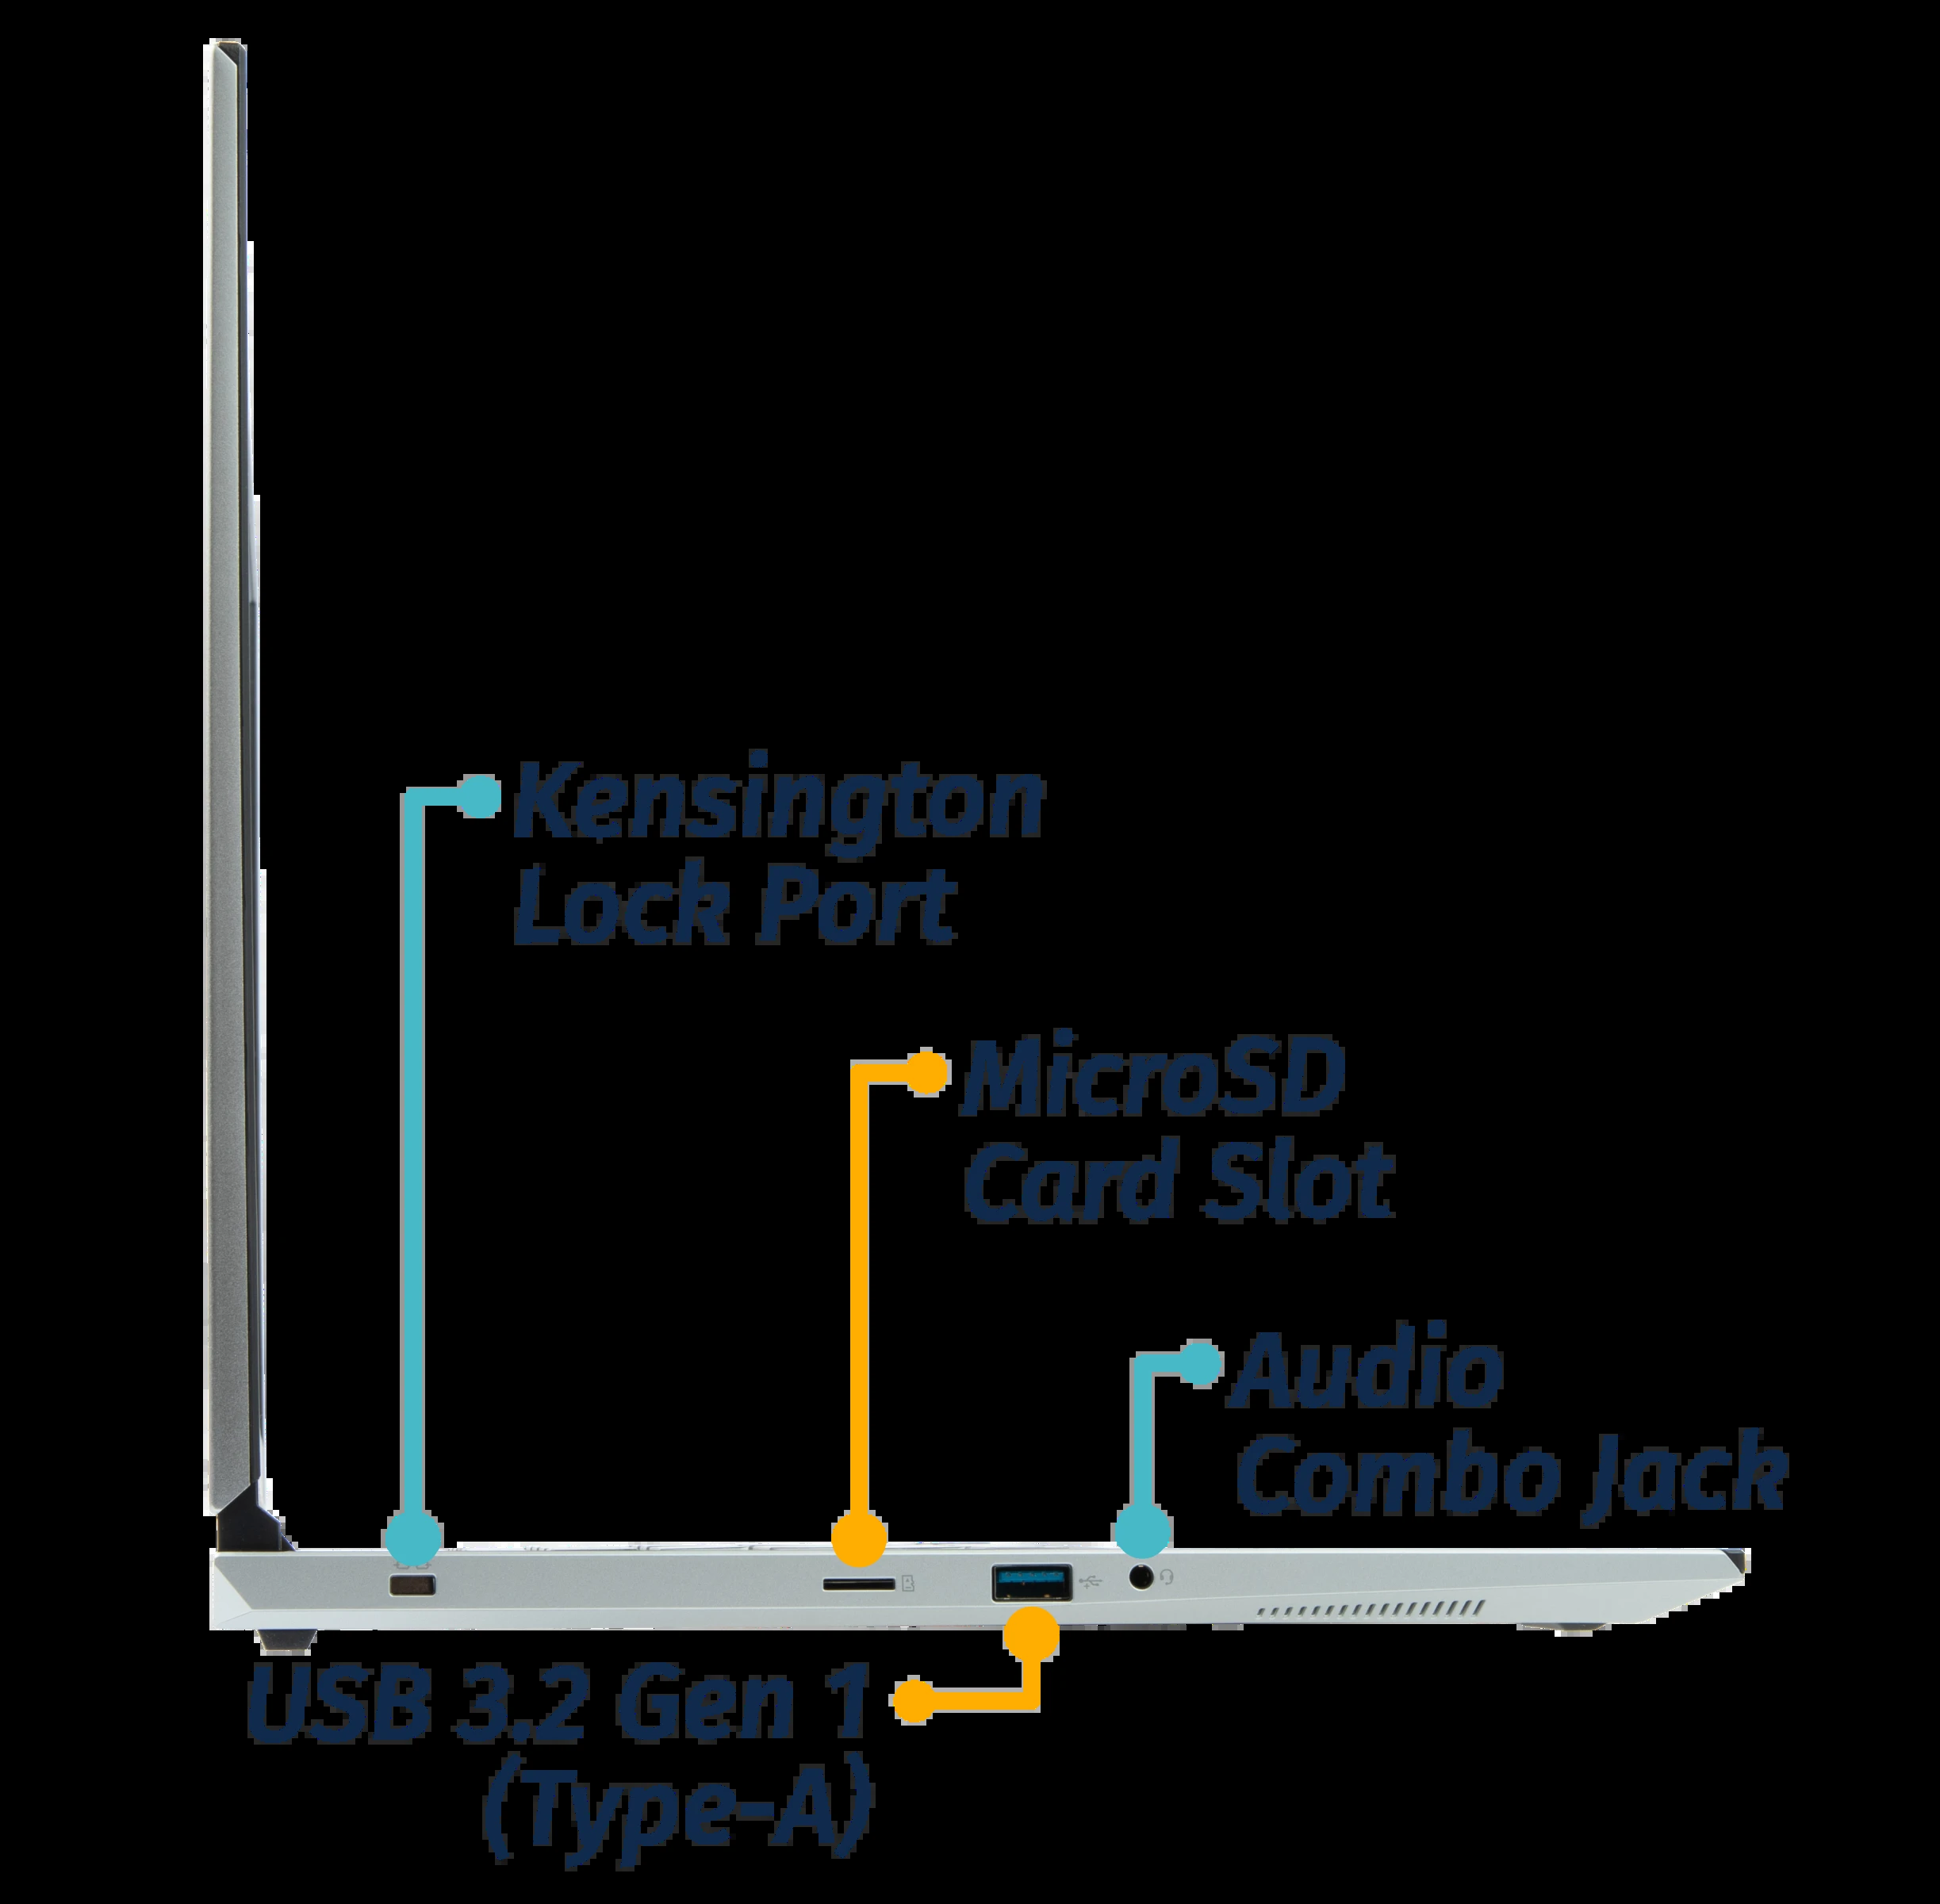 Kensington
Lock Port
MicroSD
Card Slot
Audio
Combo Jack
USB 3.2 Gen 1
(Type-A)